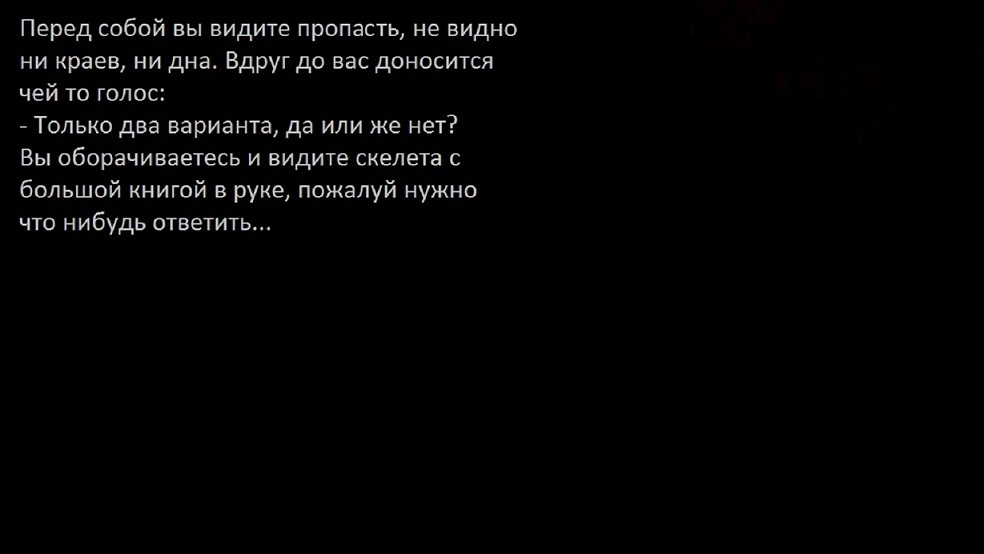 Перед собой вы видите пропасть, не видно
ни краев, ни дна. Вдруг до вас доносится
чей то голос:
- Только два варианта, да или же нет?
Вы оборачиваетесь и видите скелета с
большой книгой в руке, пожалуй нужно
что нибудь ответить...